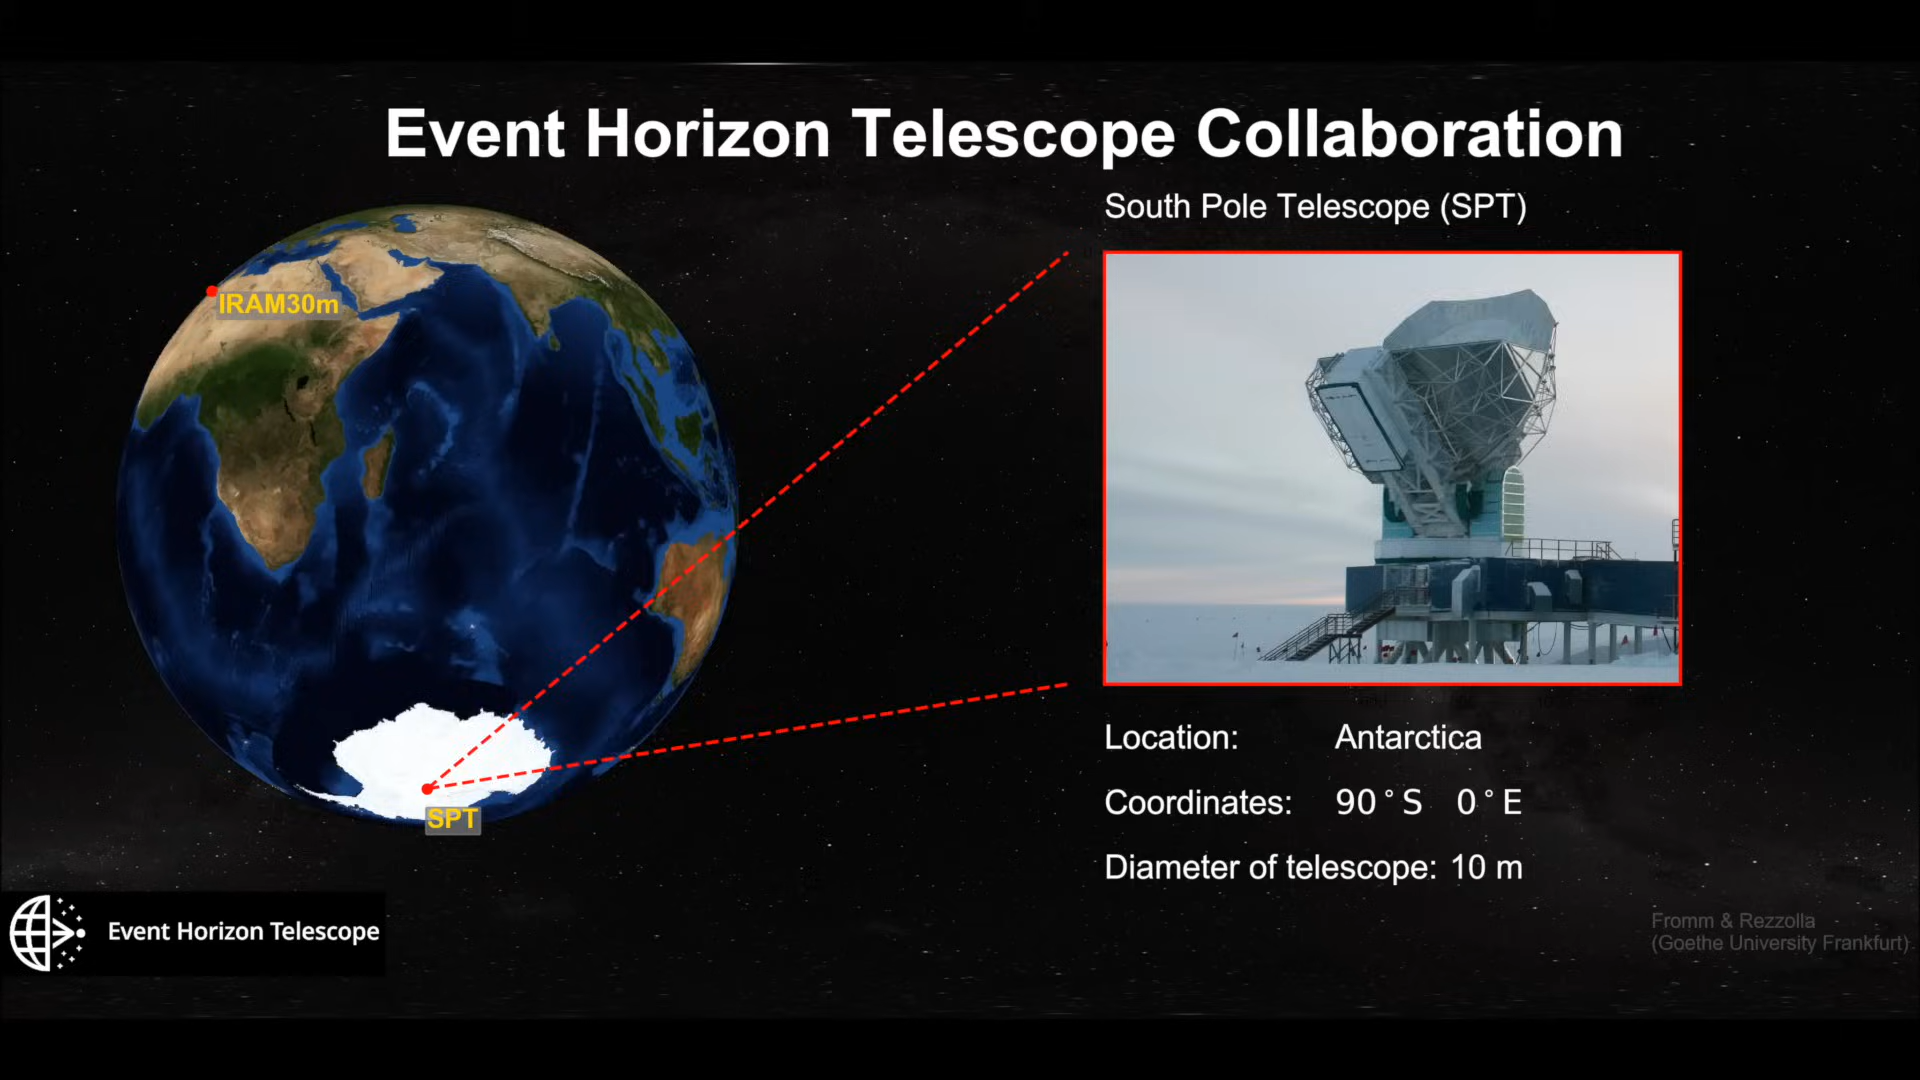 Event Horizon Telescope Collaboration
South Pole Telescope (SPT)
IRAM30m
SPT
Location: Antarctica
Coordinates: 90°S 0°E
Diameter of telescope: 10 m
Event Horizon Telescope
Fromm & Rezzolla
(Goethe University Frankfurt)